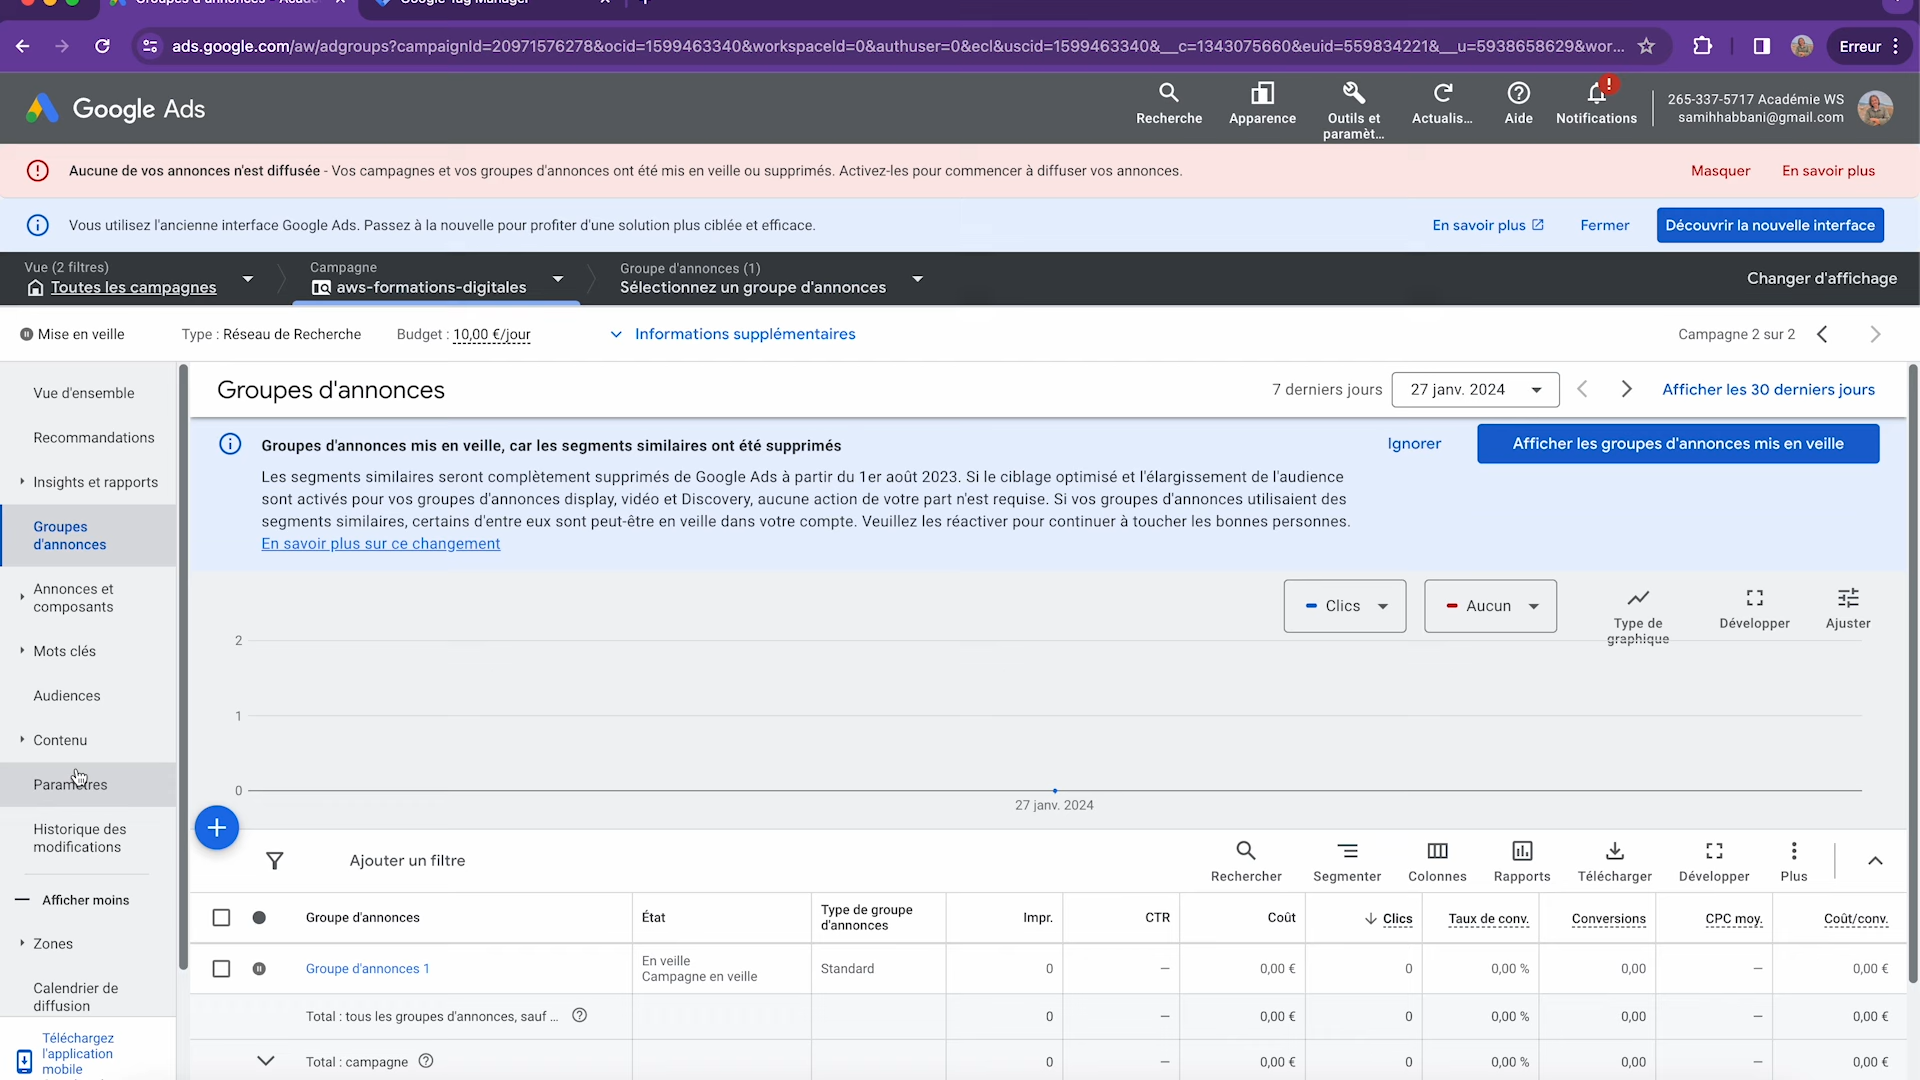 Google Tag Manager
ads.google.com/aw/adgroups?campaignId=20971576278&ocid=1599463340&workspaceId=0&authuser=0&ecl&uscid=1599463340&__c=1343075660&euid=559834221&__u=5938658629&wor...
Erreur
Google Ads
Recherche
Apparence
Outils et
paramèt...
Actualis...
Aide
Notifications
265-337-5717 Académie WS
samihhabbani@gmail.com
Aucune de vos annonces n'est diffusée - Vos campagnes et vos groupes d'annonces ont été mis en veille ou supprimés. Activez-les pour commencer à diffuser vos annonces.
Masquer
En savoir plus
Vous utilisez l'ancienne interface Google Ads. Passez à la nouvelle pour profiter d'une solution plus ciblée et efficace.
En savoir plus
Fermer
Découvrir la nouvelle interface
Vue (2 filtres)
Toutes les campagnes
Campagne
aws-formations-digitales
Groupe d'annonces (1)
Sélectionnez un groupe d'annonces
Changer d'affichage
Mise en veille
Type : Réseau de Recherche
Budget : 10,00 €/jour
Informations supplémentaires
Campagne 2 sur 2
Vue d'ensemble
Recommandations
Insights et rapports
Groupes
d'annonces
Annonces et
composants
Mots clés
Audiences
Contenu
Paramètres
Historique des
modifications
Afficher moins
Zones
Calendrier de
diffusion
Téléchargez
l'application
mobile
Groupes d'annonces
7 derniers jours
27 janv. 2024
Afficher les 30 derniers jours
Groupes d'annonces mis en veille, car les segments similaires ont été supprimés
Les segments similaires seront complètement supprimés de Google Ads à partir du 1er août 2023. Si le ciblage optimisé et l'élargissement de l'audience
sont activés pour vos groupes d'annonces display, vidéo et Discovery, aucune action de votre part n'est requise. Si vos groupes d'annonces utilisaient des
segments similaires, certains d'entre eux sont peut-être en veille dans votre compte. Veuillez les réactiver pour continuer à toucher les bonnes personnes.
En savoir plus sur ce changement
Ignorer
Afficher les groupes d'annonces mis en veille
Clics
Aucun
Type de
graphique
Développer
Ajuster
2
1
0
27 janv. 2024
Ajouter un filtre
Rechercher
Segmenter
Colonnes
Rapports
Télécharger
Développer
Plus
Groupe d'annonces
État
Type de groupe
d'annonces
Impr.
CTR
Coût
Clics
Taux de conv.
Conversions
CPC moy.
Coût/conv.
Groupe d'annonces 1
En veille
Campagne en veille
Standard
0
—
0,00 €
0
0,00 %
0,00
—
0,00 €
Total : tous les groupes d'annonces, sauf ...
0
—
0,00 €
0
0,00 %
0,00
—
0,00 €
Total : campagne
0
—
0,00 €
0
0,00 %
0,00
—
0,00 €